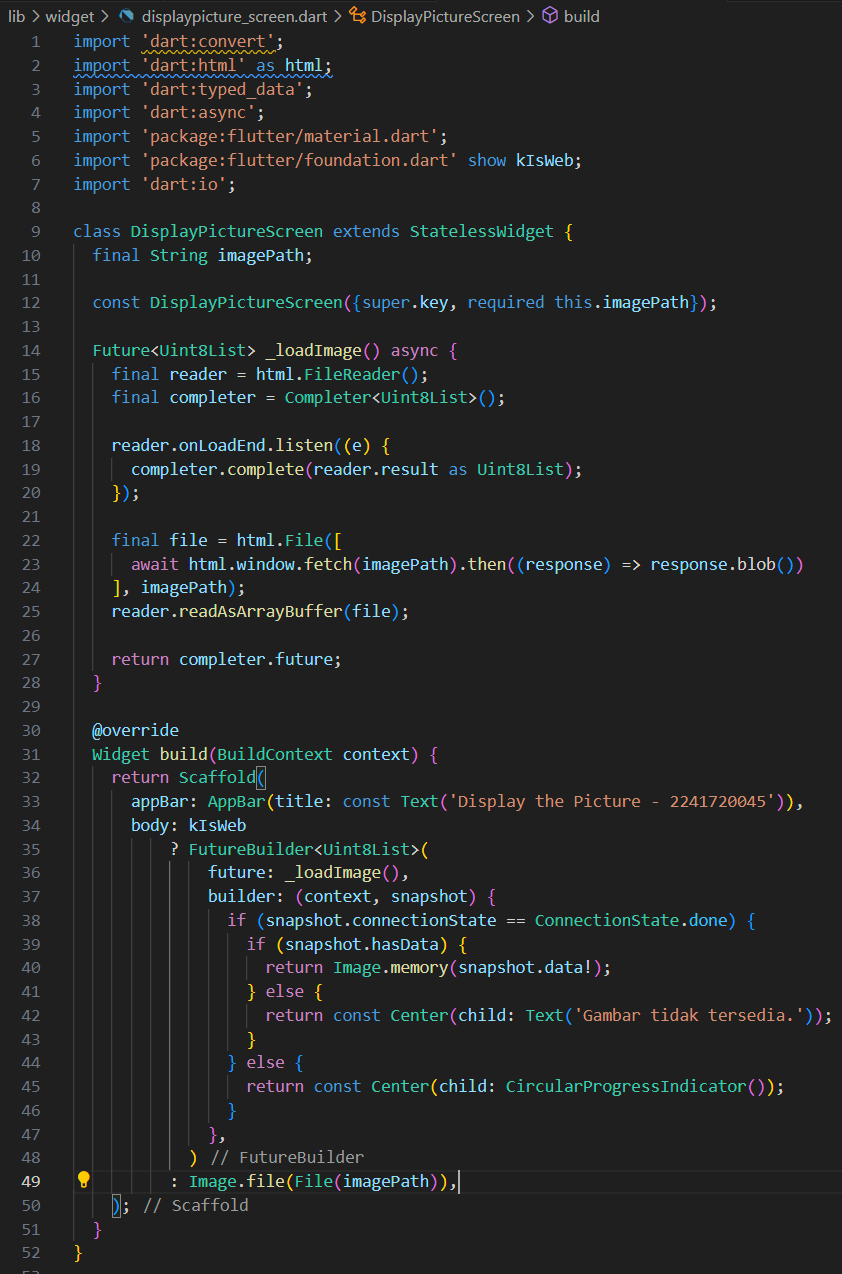 lib > widget > displaypicture_screen.dart > DisplayPictureScreen > build
1 import 'dart:convert';
2 import 'dart:html' as html;
3 import 'dart:typed_data';
4 import 'dart:async';
5 import 'package:flutter/material.dart';
6 import 'package:flutter/foundation.dart' show kIsWeb;
7 import 'dart:io';
8
9 class DisplayPictureScreen extends StatelessWidget {
10   final String imagePath;
11
12   const DisplayPictureScreen({super.key, required this.imagePath});
13
14   Future<Uint8List> _loadImage() async {
15     final reader = html.FileReader();
16     final completer = Completer<Uint8List>();
17
18     reader.onLoadEnd.listen((e) {
19       completer.complete(reader.result as Uint8List);
20     });
21
22     final file = html.File([
23       await html.window.fetch(imagePath).then((response) => response.blob())
24     ], imagePath);
25     reader.readAsArrayBuffer(file);
26
27     return completer.future;
28   }
29
30   @override
31   Widget build(BuildContext context) {
32     return Scaffold(
33       appBar: AppBar(title: const Text('Display the Picture - 2241720045')),
34       body: kIsWeb
35           ? FutureBuilder<Uint8List>(
36               future: _loadImage(),
37               builder: (context, snapshot) {
38                 if (snapshot.connectionState == ConnectionState.done) {
39                   if (snapshot.hasData) {
40                     return Image.memory(snapshot.data!);
41                   } else {
42                     return const Center(child: Text('Gambar tidak tersedia.'));
43                   }
44                 } else {
45                   return const Center(child: CircularProgressIndicator());
46                 }
47               },
48             ) // FutureBuilder
49           : Image.file(File(imagePath)),
50     ); // Scaffold
51   }
52 }